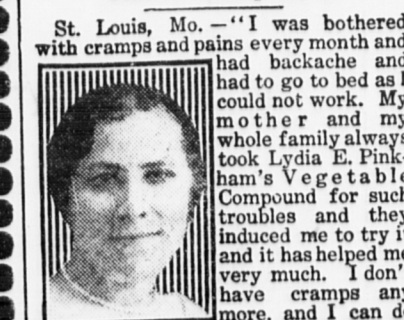 St. Louis, Mo. —"I was bothered
with cramps and pains every month and
had backache and
had to go to bed as I
could not work. My
mother and my
whole family always
took Lydia E. Pink-
ham's Vegetable
Compound for such
troubles and they
induced me to try it
and it has helped me
very much. I don't
have cramps any
more, and I can do